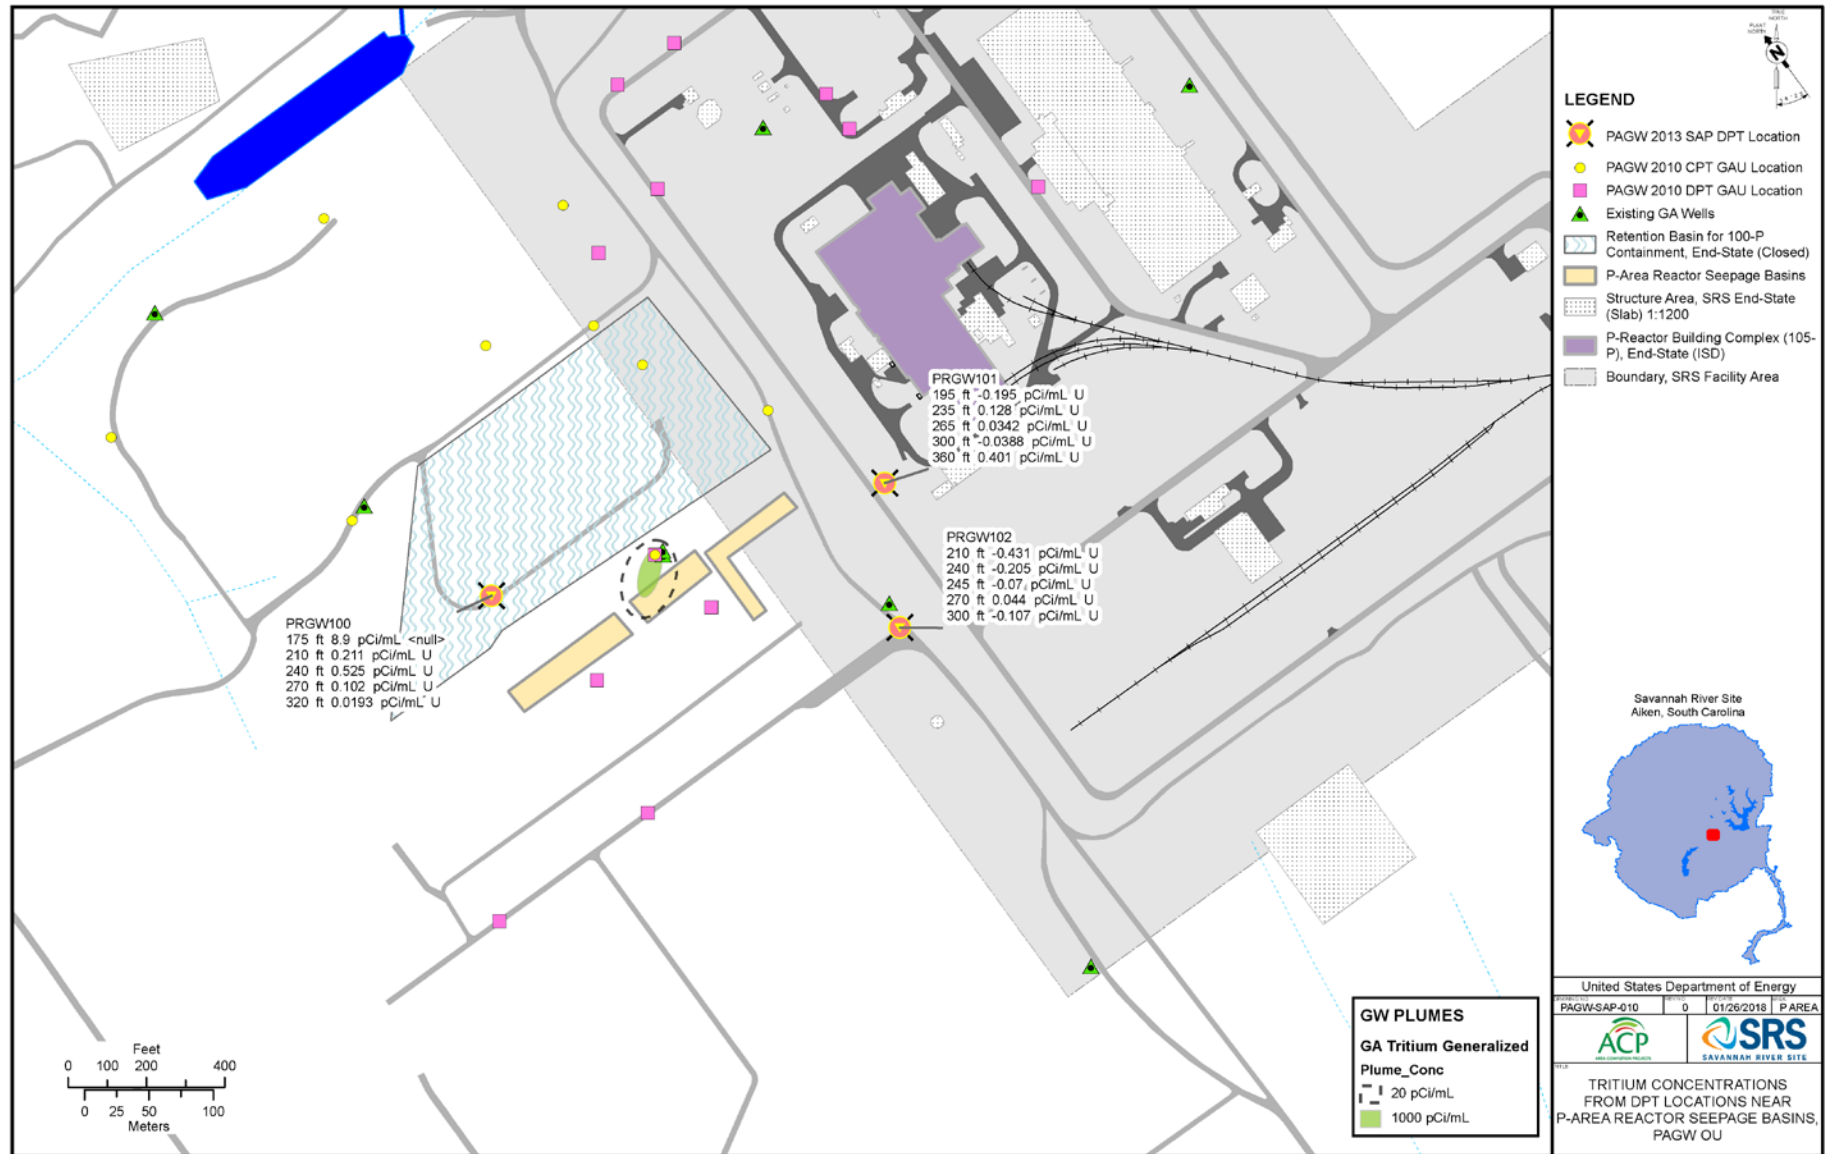 TRUE
NORTH
PLANT
NORTH
N
LEGEND
PAGW 2013 SAP DPT Location
PAGW 2010 CPT GAU Location
PAGW 2010 DPT GAU Location
Existing GA Wells
Retention Basin for 100-P
Containment, End-State (Closed)
P-Area Reactor Seepage Basins
Structure Area, SRS End-State
(Slab) 1:1200
P-Reactor Building Complex (105-
P), End-State (ISD)
Boundary, SRS Facility Area
PRGW101
195 ft -0.195 pCi/mL U
235 ft 0.128 pCi/mL U
265 ft 0.0342 pCi/mL U
300 ft -0.0388 pCi/mL U
360 ft 0.401 pCi/mL U
PRGW102
210 ft -0.431 pCi/mL U
240 ft -0.205 pCi/mL U
245 ft -0.07 pCi/mL U
270 ft 0.044 pCi/mL U
300 ft -0.107 pCi/mL U
PRGW100
175 ft 8.9 pCi/mL <null>
210 ft 0.211 pCi/mL U
240 ft 0.525 pCi/mL U
270 ft 0.102 pCi/mL U
320 ft 0.0193 pCi/mL U
Savannah River Site
Aiken, South Carolina
Feet
0 100 200 400
0 25 50 100
Meters
GW PLUMES
GA Tritium Generalized
Plume_Conc
20 pCi/mL
1000 pCi/mL
United States Department of Energy
PAGW-SAP-010 0 01/26/2018 P AREA
ACP
AREA COMPLETION PROJECTS
SRS
SAVANNAH RIVER SITE
TITLE
TRITIUM CONCENTRATIONS
FROM DPT LOCATIONS NEAR
P-AREA REACTOR SEEPAGE BASINS,
PAGW OU